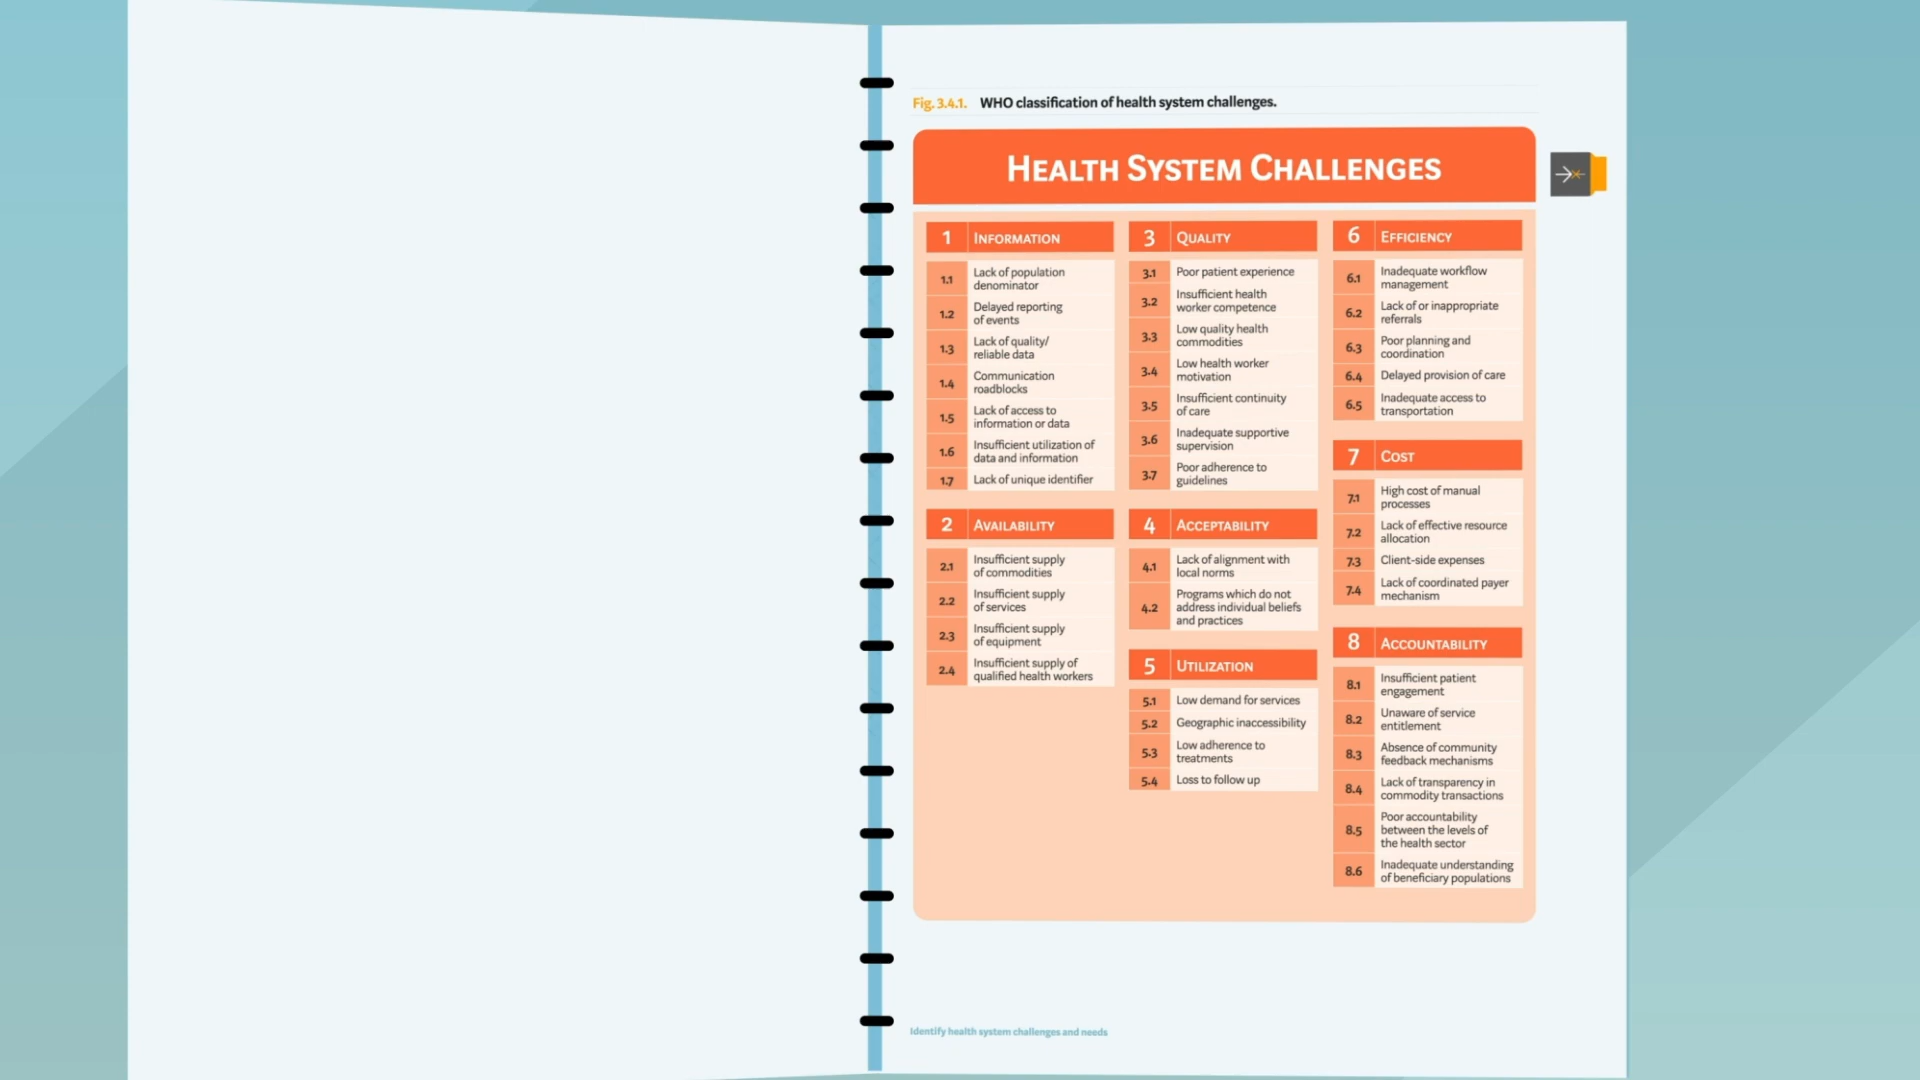 Fig. 3.4.1. WHO classification of health system challenges.
HEALTH SYSTEM CHALLENGES
1 INFORMATION
1.1 Lack of population
denominator
1.2 Delayed reporting
of events
1.3 Lack of quality/
reliable data
1.4 Communication
roadblocks
1.5 Lack of access to
information or data
1.6 Insufficient utilization of
data and information
1.7 Lack of unique identifier
2 AVAILABILITY
2.1 Insufficient supply
of commodities
2.2 Insufficient supply
of services
2.3 Insufficient supply
of equipment
2.4 Insufficient supply of
qualified health workers
3 QUALITY
3.1 Poor patient experience
3.2 Insufficient health
worker competence
3.3 Low quality health
commodities
3.4 Low health worker
motivation
3.5 Insufficient continuity
of care
3.6 Inadequate supportive
supervision
3.7 Poor adherence to
guidelines
4 ACCEPTABILITY
4.1 Lack of alignment with
local norms
4.2 Programs which do not
address individual beliefs
and practices
5 UTILIZATION
5.1 Low demand for services
5.2 Geographic inaccessibility
5.3 Low adherence to
treatments
5.4 Loss to follow up
6 EFFICIENCY
6.1 Inadequate workflow
management
6.2 Lack of or inappropriate
referrals
6.3 Poor planning and
coordination
6.4 Delayed provision of care
6.5 Inadequate access to
transportation
7 COST
7.1 High cost of manual
processes
7.2 Lack of effective resource
allocation
7.3 Client-side expenses
7.4 Lack of coordinated payer
mechanism
8 ACCOUNTABILITY
8.1 Insufficient patient
engagement
8.2 Unaware of service
entitlement
8.3 Absence of community
feedback mechanisms
8.4 Lack of transparency in
commodity transactions
8.5 Poor accountability
between the levels of
the health sector
8.6 Inadequate understanding
of beneficiary populations
Identify health system challenges and needs